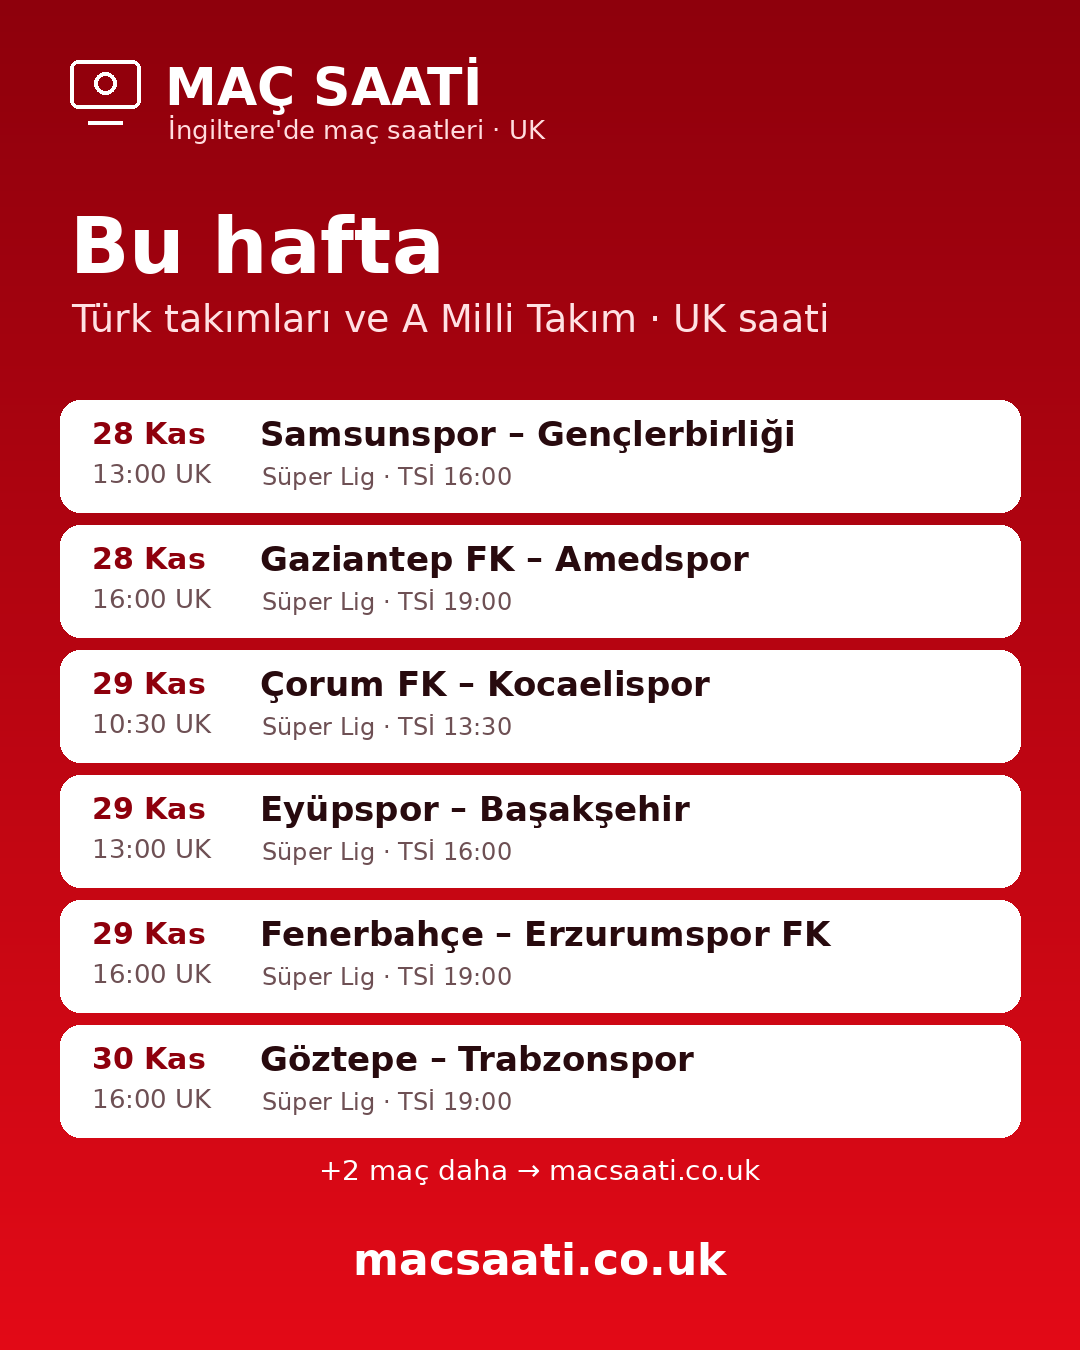 MAÇ SAATİ
İngiltere'de maç saatleri · UK
Bu hafta
Türk takımları ve A Milli Takım · UK saati
28 Kas
Samsunspor – Gençlerbirliği
13:00 UK
Süper Lig · TSİ 16:00
28 Kas
Gaziantep FK – Amedspor
16:00 UK
Süper Lig · TSİ 19:00
29 Kas
Çorum FK – Kocaelispor
10:30 UK
Süper Lig · TSİ 13:30
29 Kas
Eyüpspor – Başakşehir
13:00 UK
Süper Lig · TSİ 16:00
29 Kas
Fenerbahçe – Erzurumspor FK
16:00 UK
Süper Lig · TSİ 19:00
30 Kas
Göztepe – Trabzonspor
16:00 UK
Süper Lig · TSİ 19:00
+2 maç daha → macsaati.co.uk
macsaati.co.uk